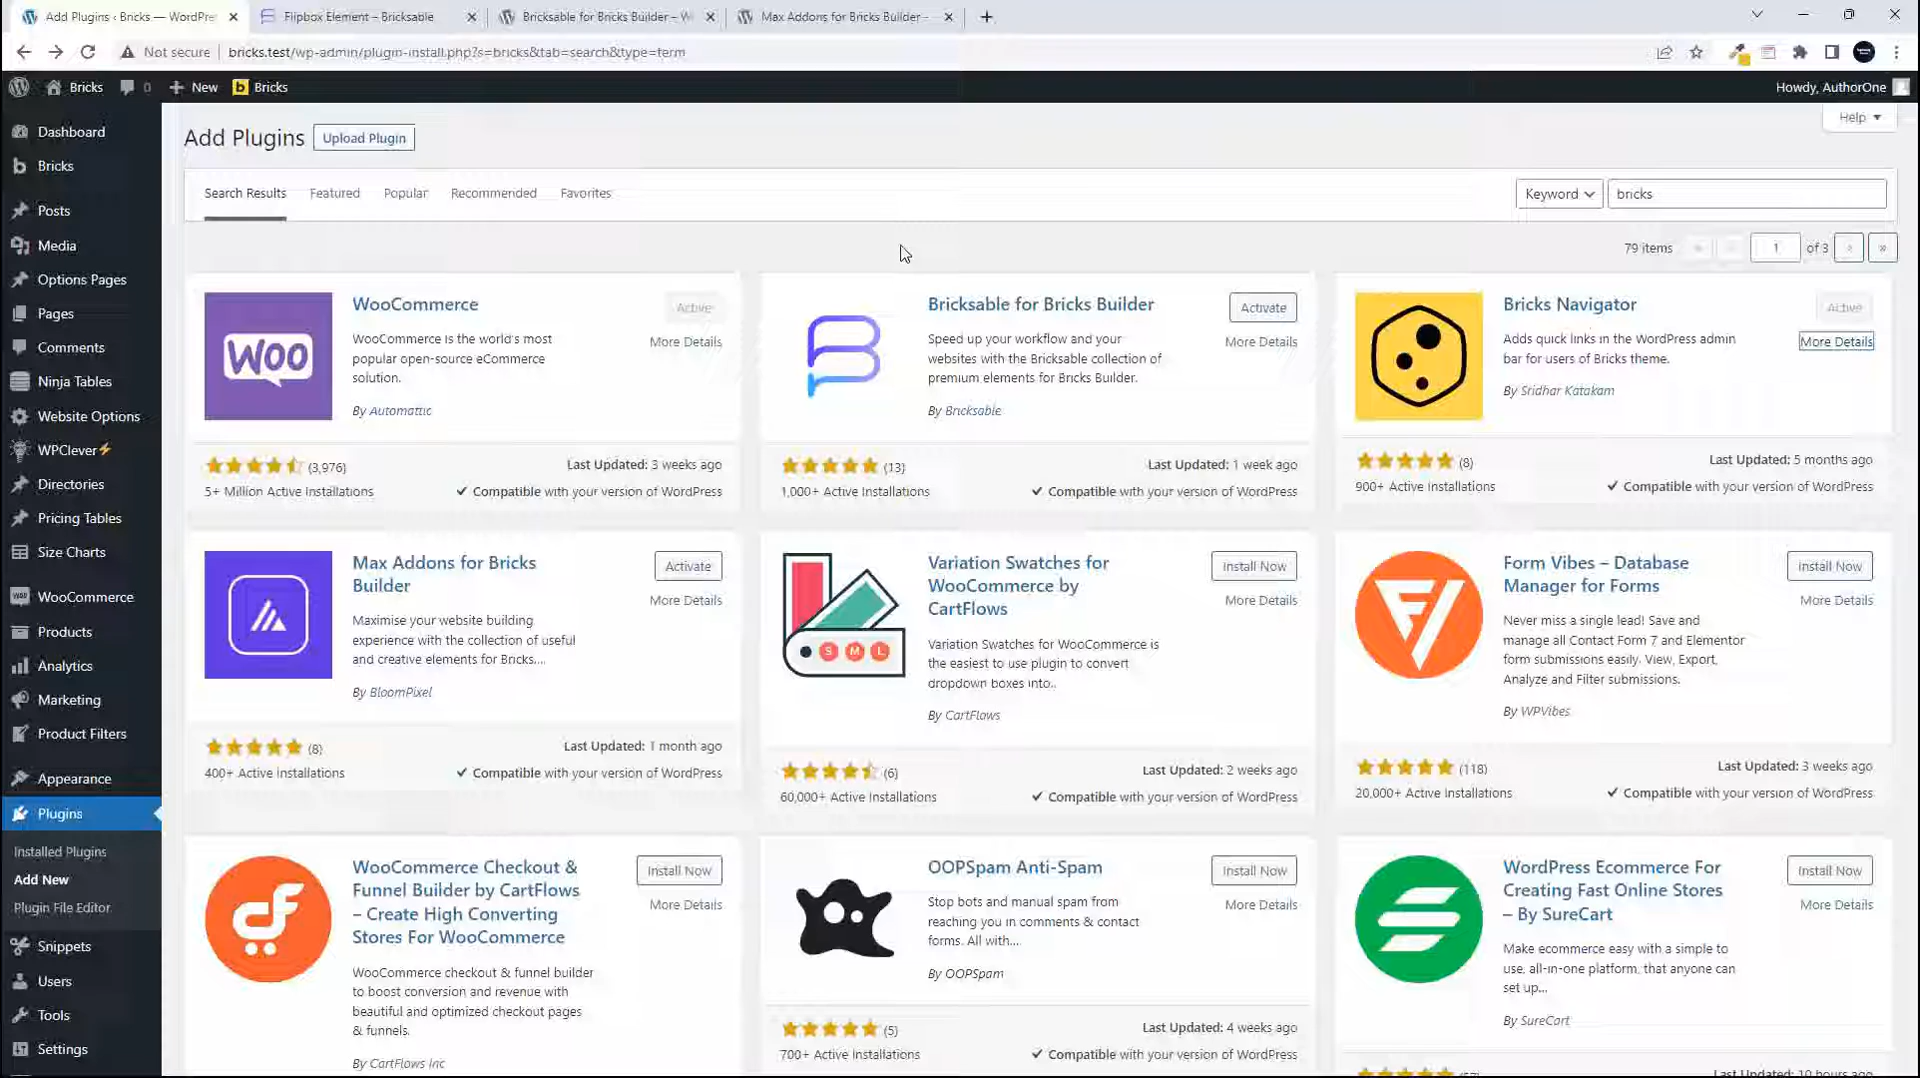 Add Plugins ‹ Bricks — WordPre
Flipbox Element – Bricksable
Bricksable for Bricks Builder – W
Max Addons for Bricks Builder –
Not secure
bricks.test/wp-admin/plugin-install.php?s=bricks&tab=search&type=term
Bricks
0
New
Bricks
Howdy, AuthorOne
Dashboard
Bricks
Posts
Media
Options Pages
Pages
Comments
Ninja Tables
Website Options
WPClever
Directories
Pricing Tables
Size Charts
WooCommerce
Products
Analytics
Marketing
Product Filters
Appearance
Plugins
Installed Plugins
Add New
Plugin File Editor
Snippets
Users
Tools
Settings
Help
Add Plugins
Upload Plugin
Search Results
Featured
Popular
Recommended
Favorites
Keyword
bricks
79 items
«
‹
1
of 3
›
»
WOO
WooCommerce
Active
More Details
WooCommerce is the world's most
popular open-source eCommerce
solution.
By Automattic
(3,976)
5+ Million Active Installations
Last Updated: 3 weeks ago
Compatible with your version of WordPress
Bricksable for Bricks Builder
Activate
More Details
Speed up your workflow and your
websites with the Bricksable collection of
premium elements for Bricks Builder.
By Bricksable
(13)
1,000+ Active Installations
Last Updated: 1 week ago
Compatible with your version of WordPress
Bricks Navigator
Active
More Details
Adds quick links in the WordPress admin
bar for users of Bricks theme.
By Sridhar Katakam
(8)
900+ Active Installations
Last Updated: 5 months ago
Compatible with your version of WordPress
Max Addons for Bricks
Builder
Activate
More Details
Maximise your website building
experience with the collection of useful
and creative elements for Bricks....
By BloomPixel
(8)
400+ Active Installations
Last Updated: 1 month ago
Compatible with your version of WordPress
S M L
Variation Swatches for
WooCommerce by
CartFlows
Install Now
More Details
Variation Swatches for WooCommerce is
the easiest to use plugin to convert
dropdown boxes into..
By CartFlows
(6)
60,000+ Active Installations
Last Updated: 2 weeks ago
Compatible with your version of WordPress
Form Vibes – Database
Manager for Forms
Install Now
More Details
Never miss a single lead! Save and
manage all Contact Form 7 and Elementor
form submissions easily. View, Export,
Analyze and Filter submissions.
By WPVibes
(118)
20,000+ Active Installations
Last Updated: 3 weeks ago
Compatible with your version of WordPress
WooCommerce Checkout &
Funnel Builder by CartFlows
– Create High Converting
Stores For WooCommerce
Install Now
More Details
WooCommerce checkout & funnel builder
to boost conversion and revenue with
beautiful and optimized checkout pages
& funnels.
By CartFlows Inc
OOPSpam Anti-Spam
Install Now
More Details
Stop bots and manual spam from
reaching you in comments & contact
forms. All with...
By OOPSpam
(5)
700+ Active Installations
Last Updated: 4 weeks ago
Compatible with your version of WordPress
WordPress Ecommerce For
Creating Fast Online Stores
– By SureCart
Install Now
More Details
Make ecommerce easy with a simple to
use, all-in-one platform, that anyone can
set up...
By SureCart
(57)
Last Updated: 10 hours ago